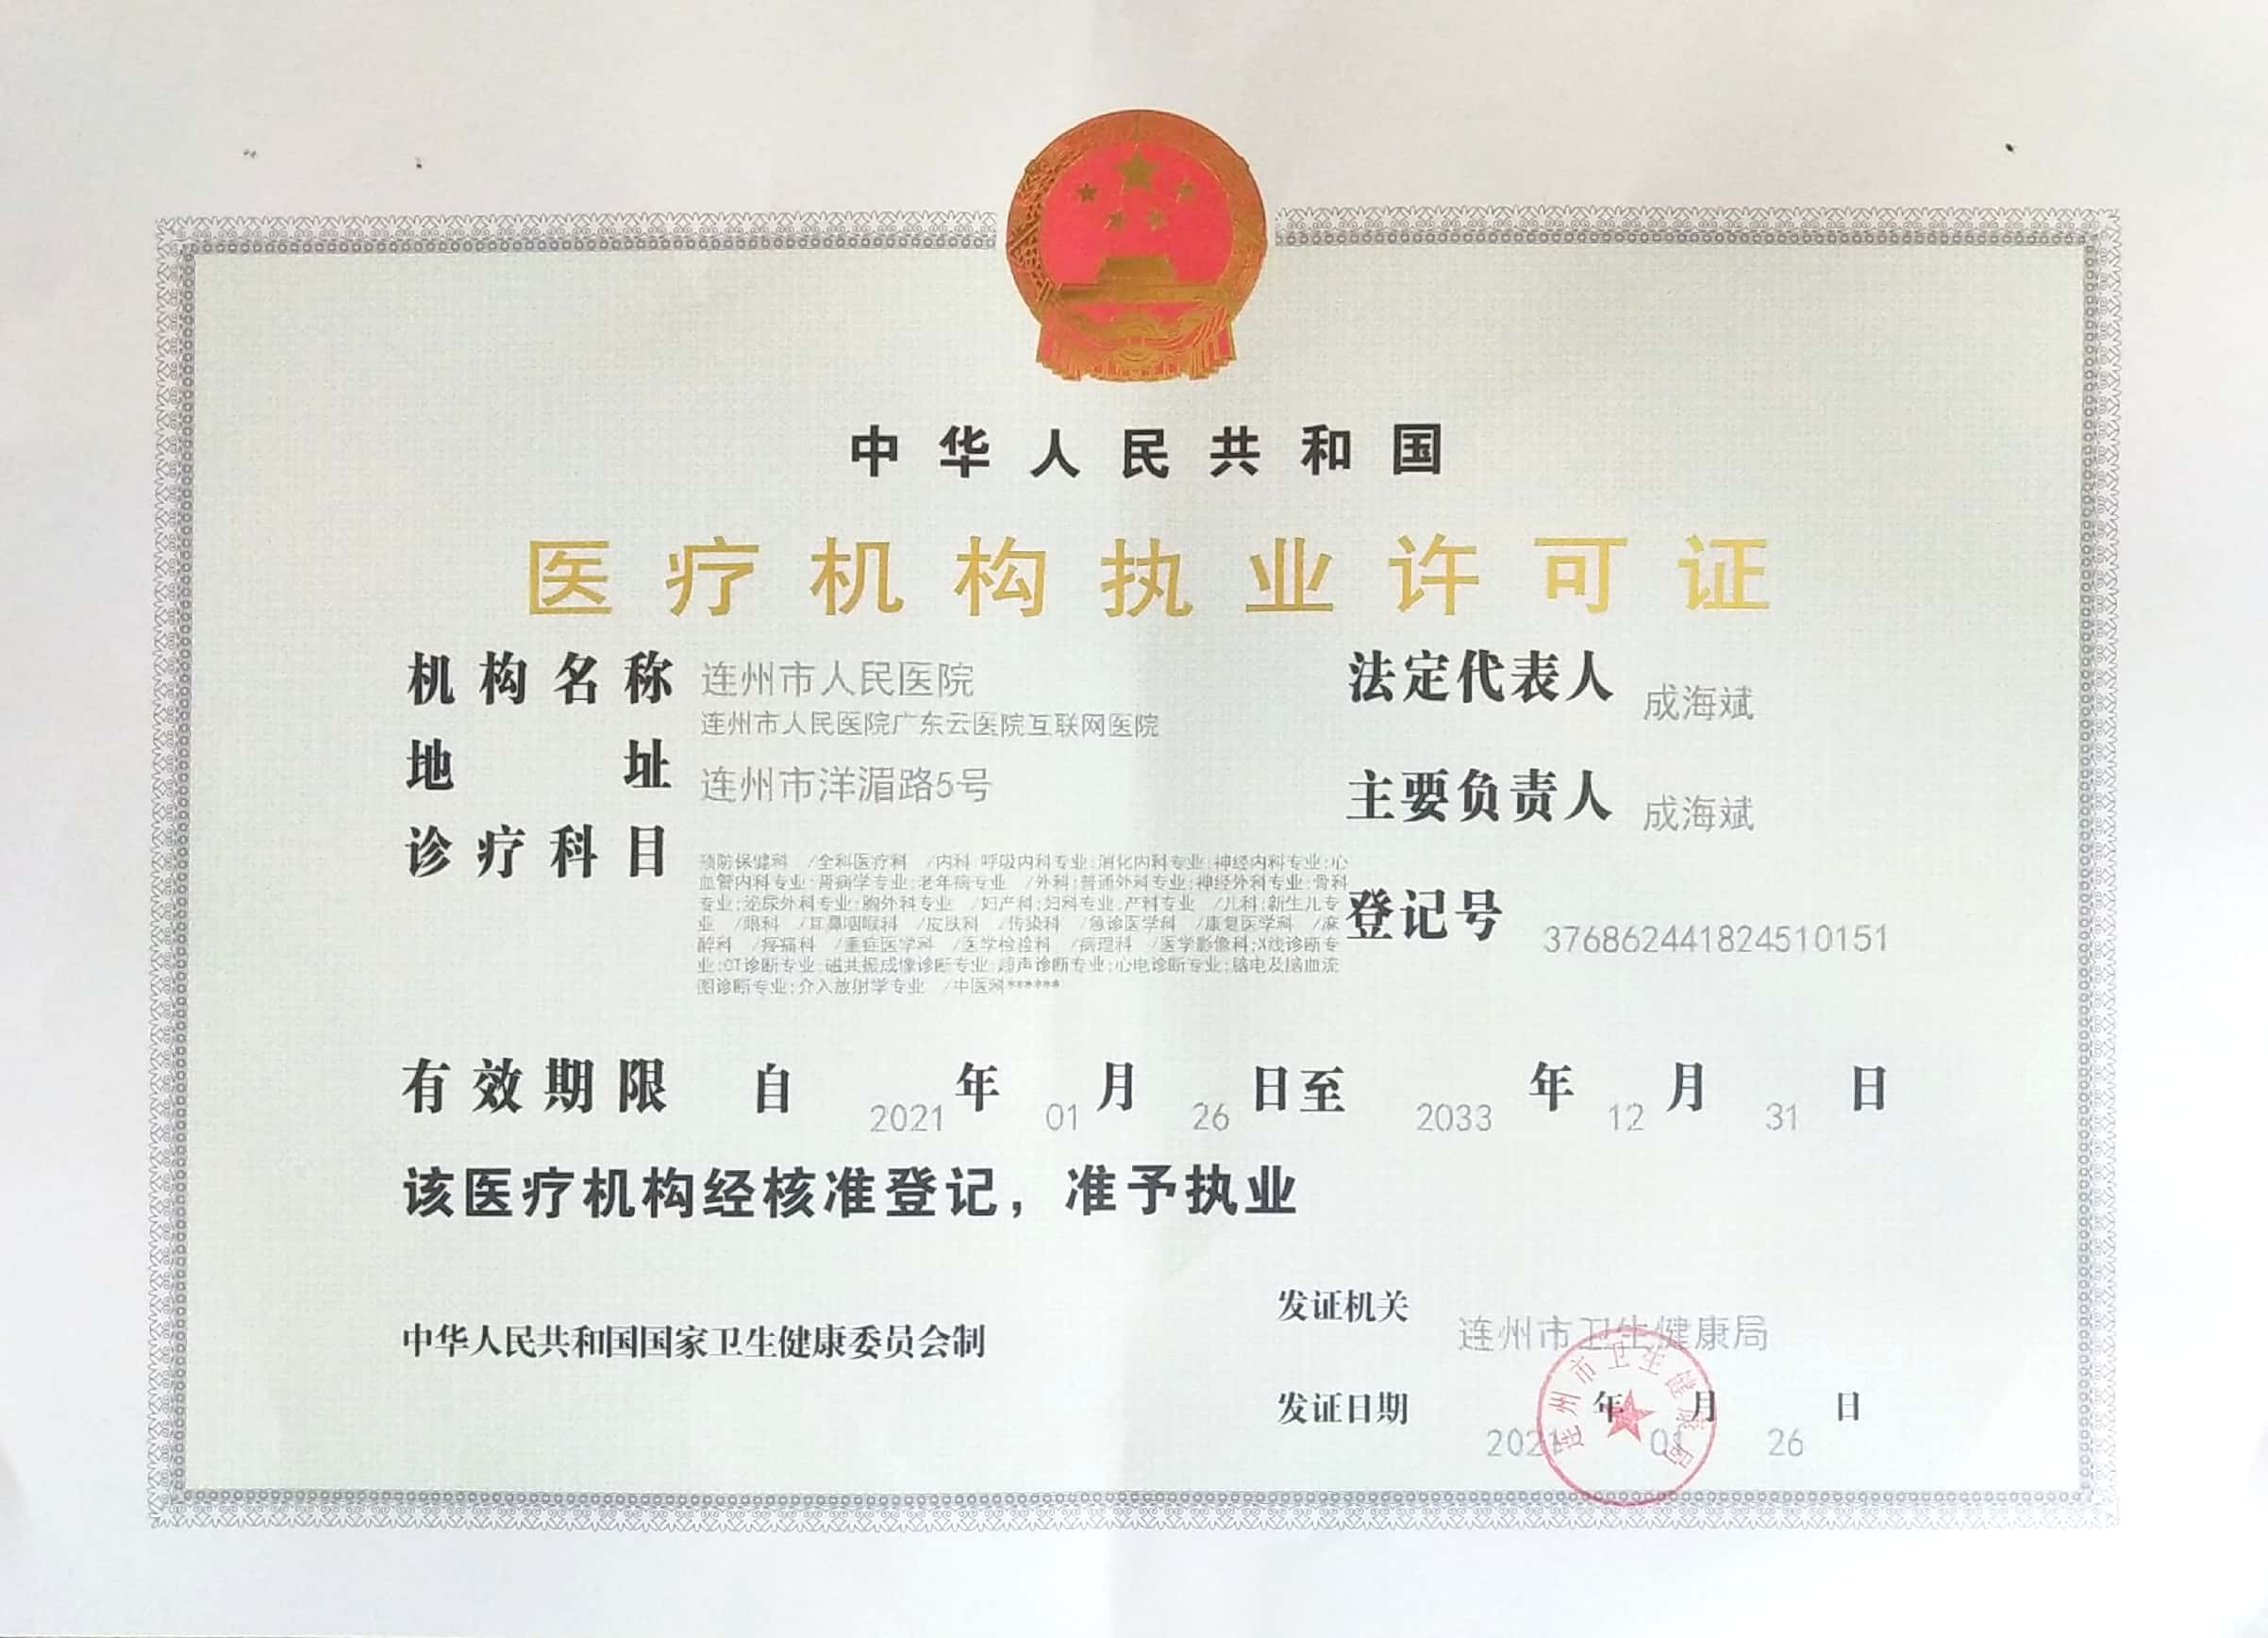 中华人民共和国
医疗机构执业许可证
机构名称 连州市人民医院
连州市人民医院广东云医院互联网医院
地址 连州市洋湄路5号
诊疗科目
预防保健科 /全科医疗科 /内科;呼吸内科专业;消化内科专业;神经内科专业;心
血管内科专业;肾病学专业;老年病专业 /外科;普通外科专业;神经外科专业;骨科
专业;泌尿外科专业;胸外科专业 /妇产科;妇科专业;产科专业 /儿科;新生儿专
业 /眼科 /耳鼻咽喉科 /皮肤科 /传染科 /急诊医学科 /康复医学科 /麻
醉科 /疼痛科 /重症医学科 /医学检验科 /病理科 /医学影像科;X线诊断专
业;CT诊断专业;磁共振成像诊断专业;超声诊断专业;心电诊断专业;脑电及脑血流
图诊断专业;介入放射学专业 /中医科******
法定代表人 成海斌
主要负责人 成海斌
登记号 376862441824510151
有效期限 自 2021 年 01 月 26 日至 2033 年 12 月 31 日
该医疗机构经核准登记，准予执业
中华人民共和国国家卫生健康委员会制
发证机关 连州市卫生健康局
发证日期 2021 年 01 月 26 日
连州市卫生健康局